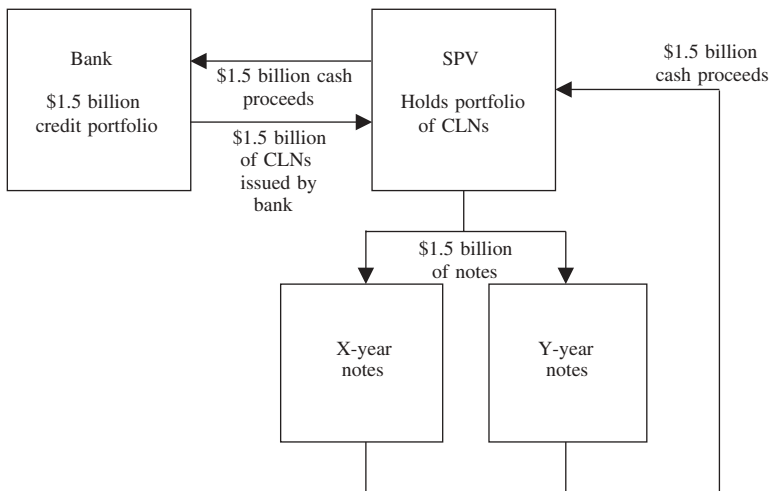 Bank
$1.5 billion
credit portfolio
$1.5 billion cash
proceeds
$1.5 billion
of CLNs
issued by
bank
SPV
Holds portfolio
of CLNs
$1.5 billion
cash proceeds
$1.5 billion
of notes
X-year
notes
Y-year
notes